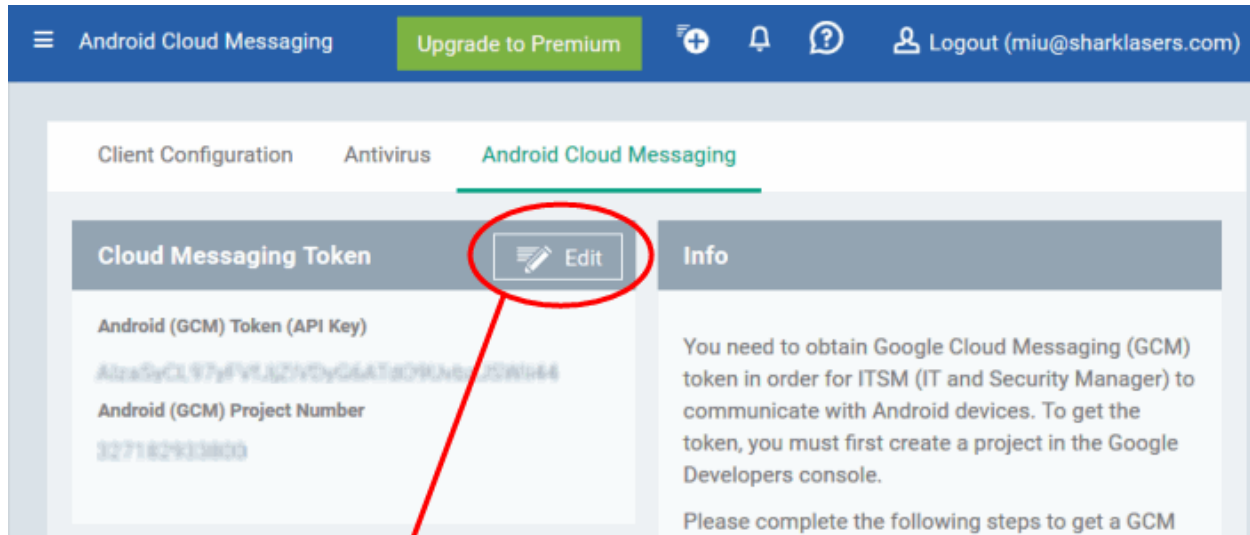 Android Cloud Messaging
Upgrade to Premium
Logout (miu@sharklasers.com)
Client Configuration Antivirus Android Cloud Messaging
Cloud Messaging Token
Edit
Android (GCM) Token (API Key)
Android (GCM) Project Number
Info
You need to obtain Google Cloud Messaging (GCM)
token in order for ITSM (IT and Security Manager) to
communicate with Android devices. To get the
token, you must first create a project in the Google
Developers console.
Please complete the following steps to get a GCM